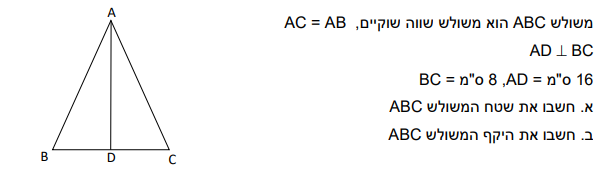 משולש ABC הוא משולש שווה שוקיים, AC = AB
AD ⊥ BC
16 ס"מ = AD, 8 ס"מ = BC
א. חשבו את שטח המשולש ABC
ב. חשבו את היקף המשולש ABC
A
B D C